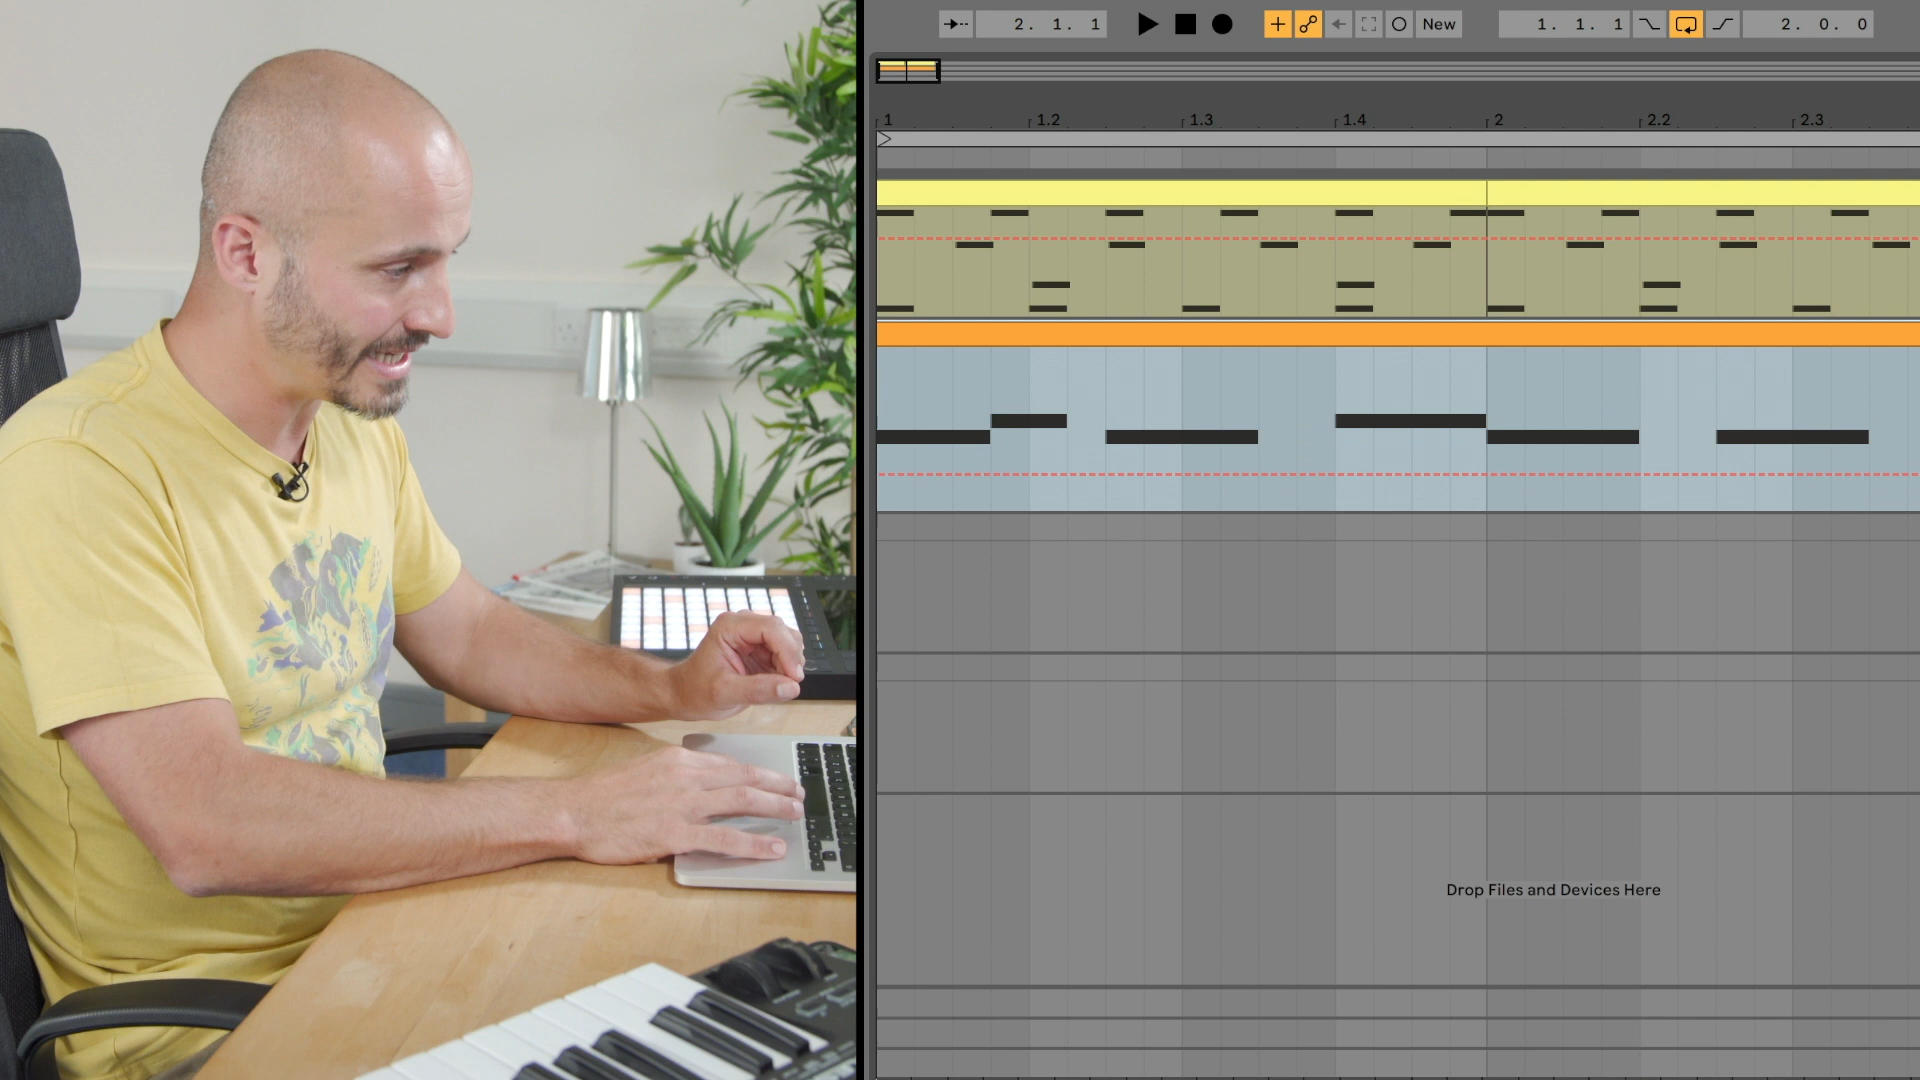 2. 1. 1 New 1. 1. 1 2. 0. 0
1 1.2 1.3 1.4 2 2.2 2.3
Drop Files and Devices Here